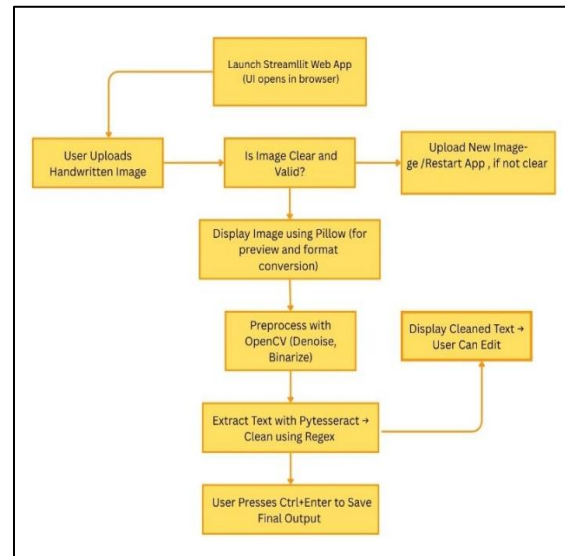 Launch Streamllit Web App
(UI opens in browser)
User Uploads
Handwritten Image
Is Image Clear and
Valid?
Upload New Image-
ge /Restart App , if not
clear
Display Image using Pillow (for
preview and format
conversion)
Preprocess with
OpenCV (Denoise,
Binarize)
Display Cleaned Text →
User Can Edit
Extract Text with Pytesseract →
Clean using Regex
User Presses Ctrl+Enter to Save
Final Output